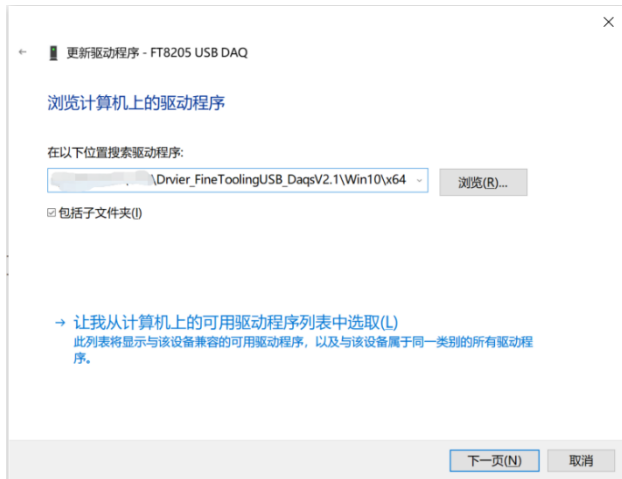 更新驱动程序 - FT8205 USB DAQ
浏览计算机上的驱动程序
在以下位置搜索驱动程序:
\Drvier_FineToolingUSB_DaqsV2.1\Win10\x64
浏览(R)...
包括子文件夹(I)
让我从计算机上的可用驱动程序列表中选取(L)
此列表将显示与该设备兼容的可用驱动程序，以及与该设备属于同一类别的所有驱动程
序。
下一页(N)
取消